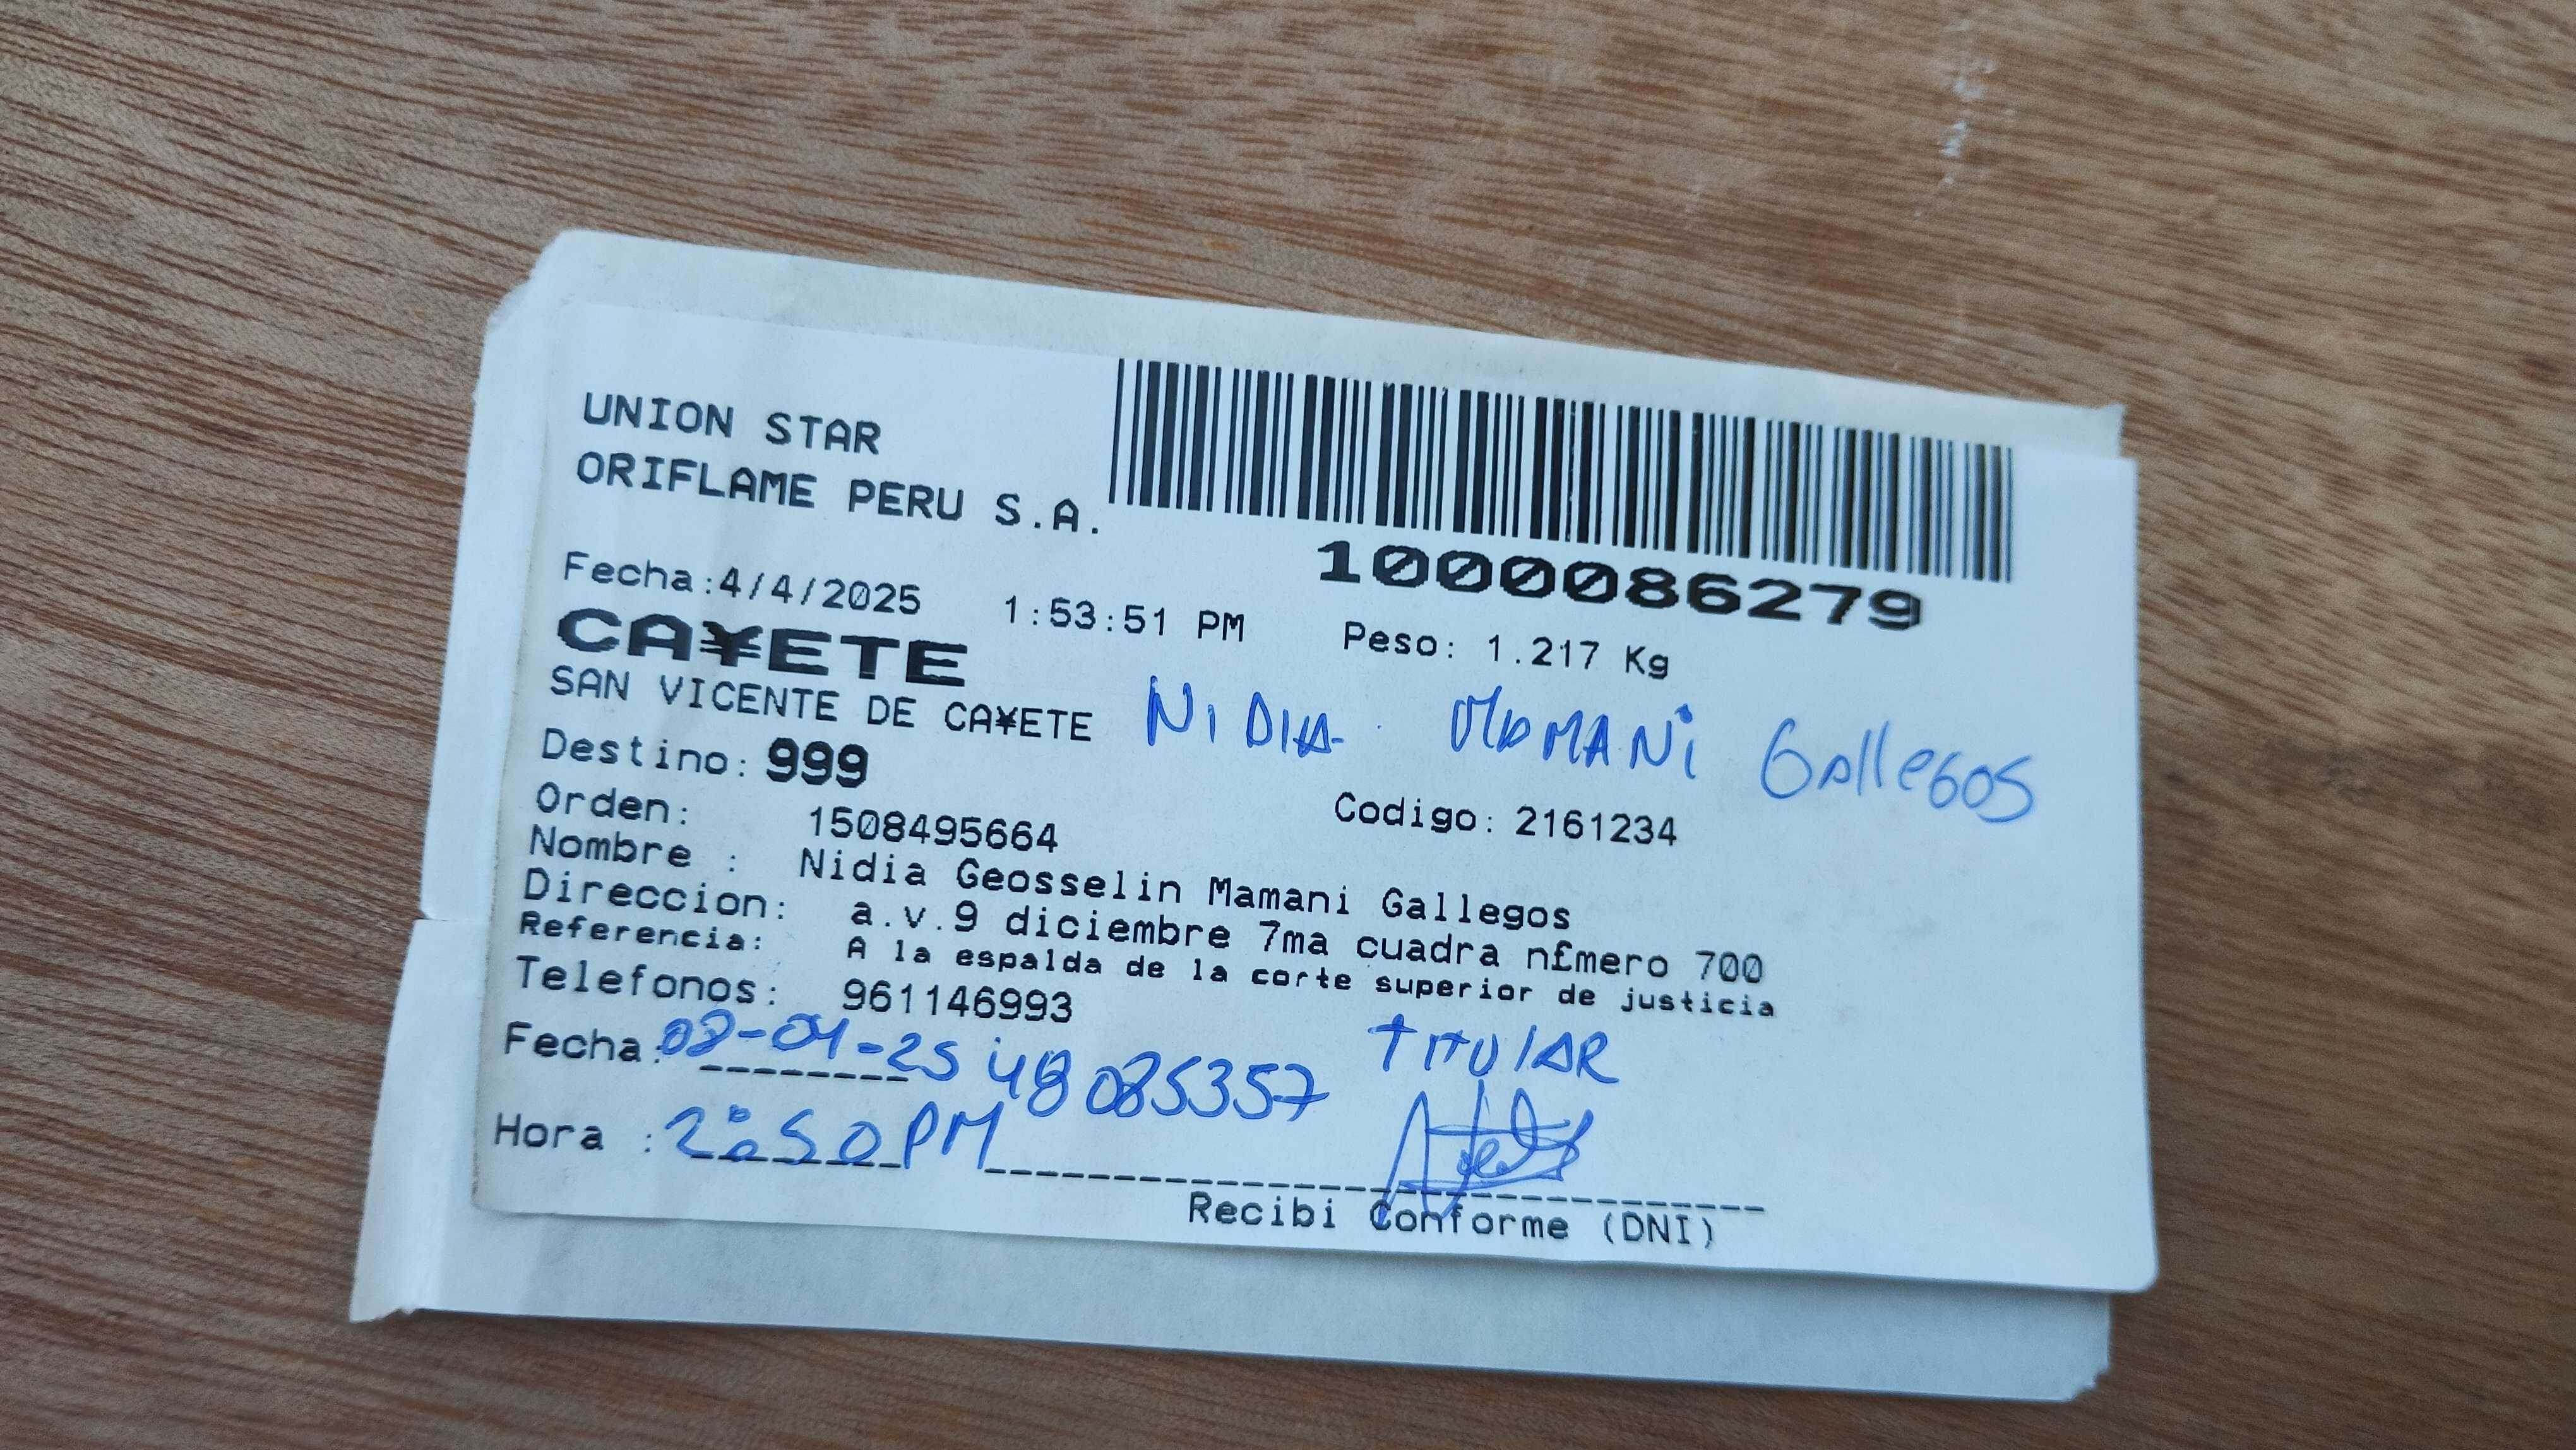 UNION STAR
ORIFLAME PERU S.A.
1000086279
Fecha:4/4/2025 1:53:51 PM Peso: 1.217 Kg
CA¥ETE
SAN VICENTE DE CA¥ETE NIDIA MAMANi GallegoS
Destino: 999
Orden: 1508495664 Codigo: 2161234
Nombre : Nidia Geosselin Mamani Gallegos
Direccion: a.v.9 diciembre 7ma cuadra n£mero 700
Referencia: A la espalda de la corte superior de justicia
Telefonos: 961146993
Fecha:08-04-25 48085357 TITULAR
Hora :2:50PM
Recibi Conforme (DNI)